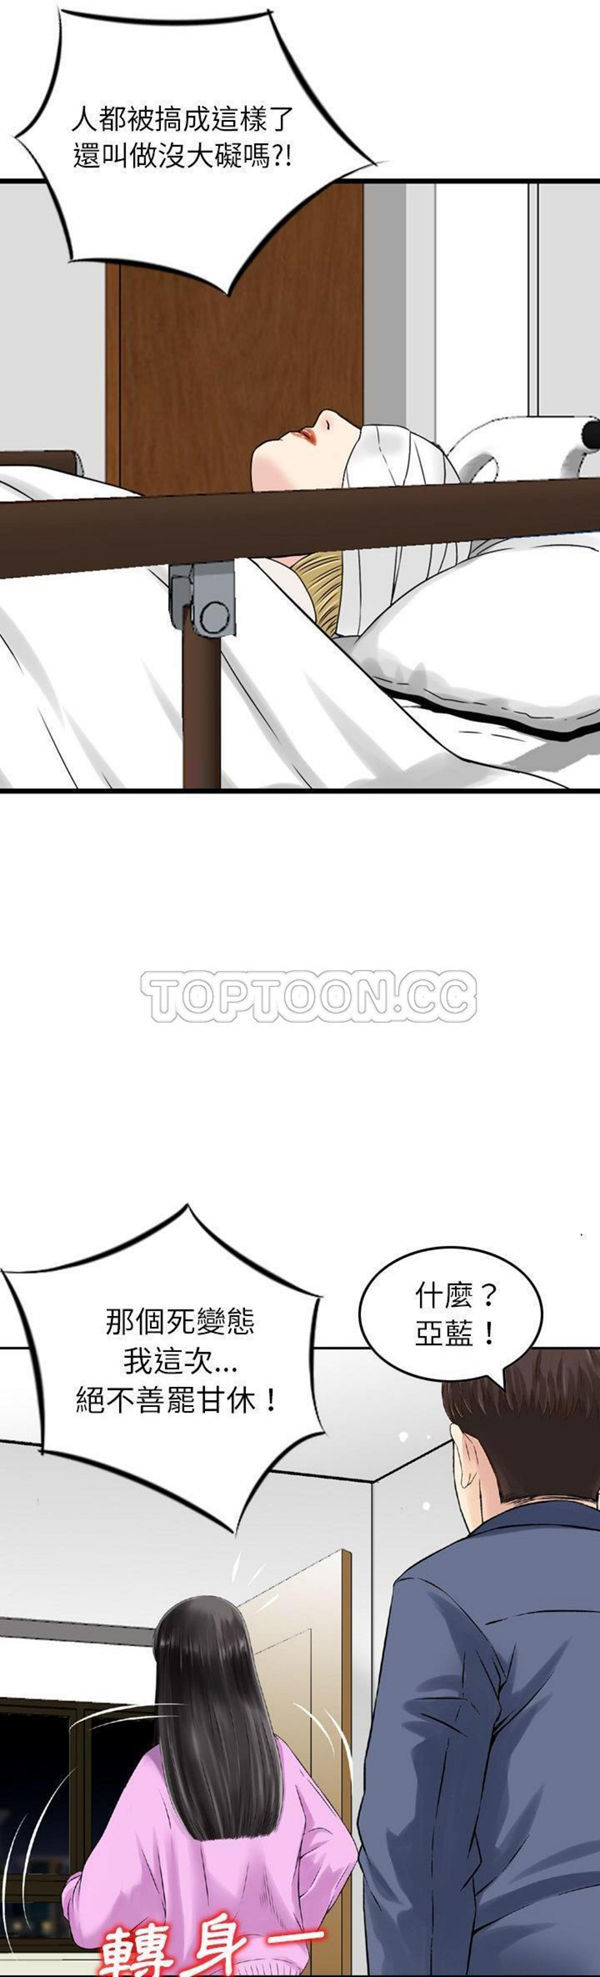 人都被搞成這樣了
還叫做沒大礙嗎?!
TOPTOON.CC
什麼？
亞藍！
那個死變態
我這次...
絕不善罷甘休！
轉身一